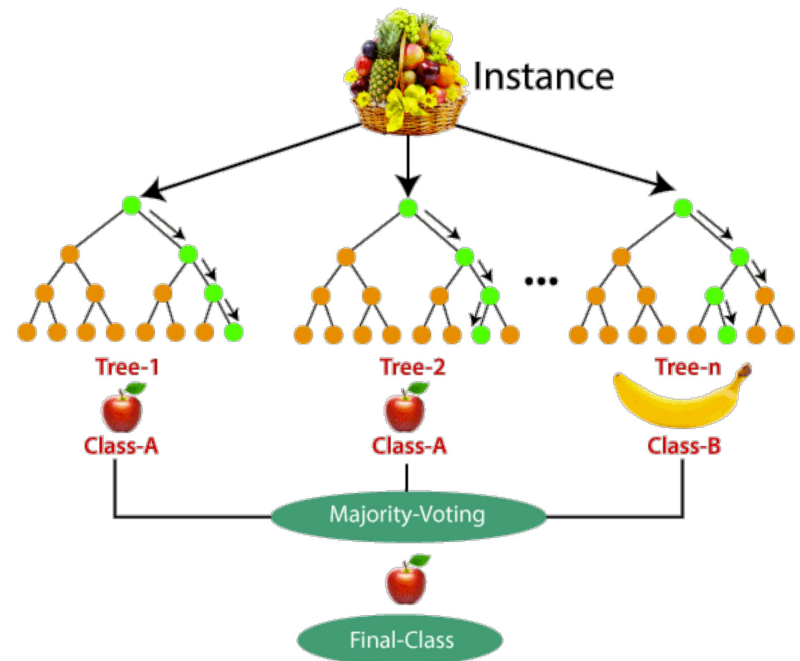 Instance
...
Tree-1
Tree-2
Tree-n
Class-A
Class-A
Class-B
Majority-Voting
Final-Class